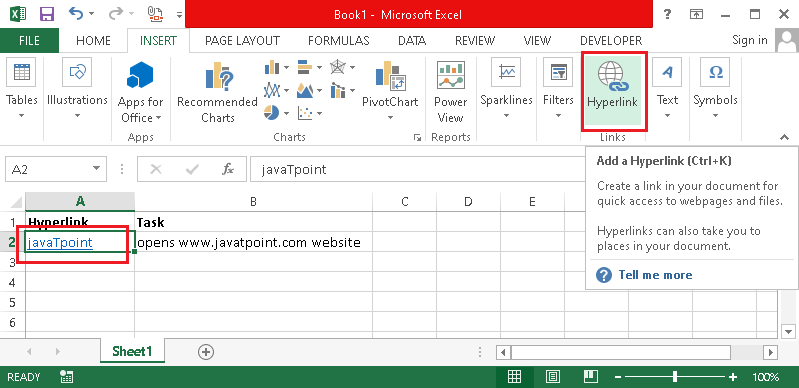 Book1 - Microsoft Excel
FILE HOME INSERT PAGE LAYOUT FORMULAS DATA REVIEW VIEW DEVELOPER Sign in
Tables
Illustrations
Apps for
Office
Recommended
Charts
PivotChart
Power
View
Sparklines
Filters
Hyperlink
Text
Symbols
Apps Charts Reports Links
A2 fx javaTpoint
A B C D E
1 Hyperlink Task
2 javaTpoint opens www.javatpoint.com website
3
4
5
6
Add a Hyperlink (Ctrl+K)
Create a link in your document for
quick access to webpages and files.
Hyperlinks can also take you to
places in your document.
? Tell me more
Sheet1
READY 100%